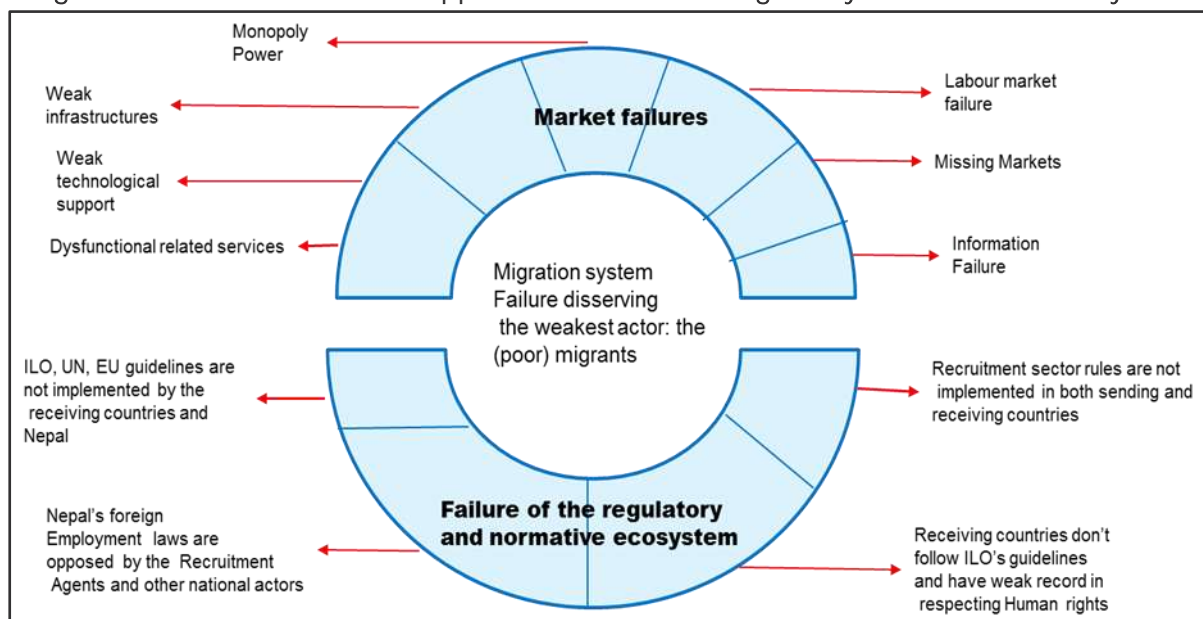 Monopoly
Power
Weak
infrastructures
Weak
technological
support
Dysfunctional related services
Market failures
Labour market
failure
Missing Markets
Information
Failure
Migration system
Failure disserving
the weakest actor: the
(poor) migrants
ILO, UN, EU guidelines are
not implemented by the
receiving countries and
Nepal
Recruitment sector rules are not
implemented in both sending and
receiving countries
Failure of the regulatory
and normative ecosystem
Nepal's foreign
Employment laws are
opposed by the Recruitment
Agents and other national actors
Receiving countries don't
follow ILO's guidelines
and have weak record in
respecting Human rights